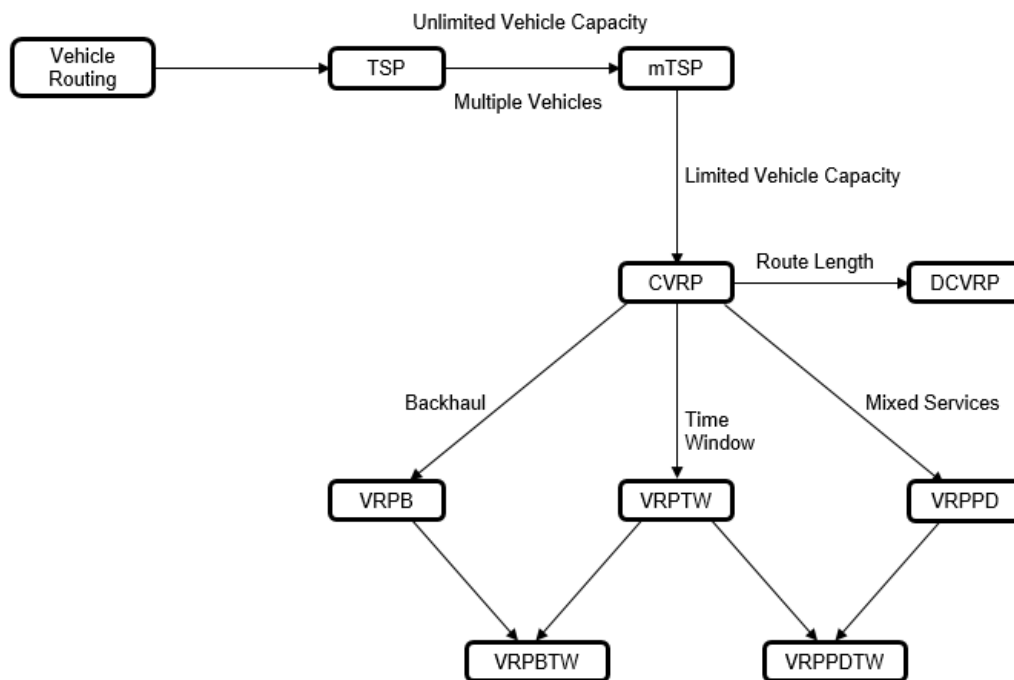 Unlimited Vehicle Capacity
Vehicle
Routing
TSP
mTSP
Multiple Vehicles
Limited Vehicle Capacity
CVRP
Route Length
DCVRP
Backhaul
Time
Window
Mixed Services
VRPB
VRPTW
VRPPD
VRPBTW
VRPPDTW